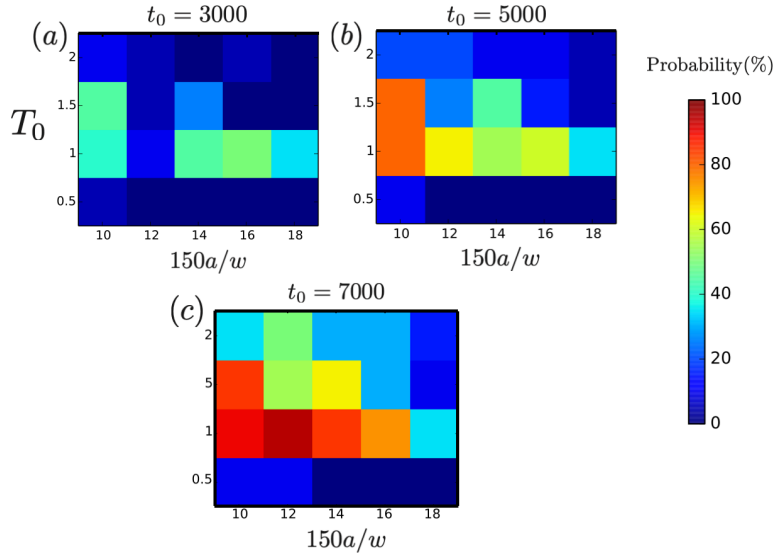 (a) t₀ = 3000
(b) t₀ = 5000
T₀
2
1.5
1
0.5
10 12 14 16 18
150a/w
2
1.5
1
0.5
10 12 14 16 18
150a/w
Probability(%)
100
80
60
40
20
0
(c) t₀ = 7000
2
5
1
0.5
10 12 14 16 18
150a/w